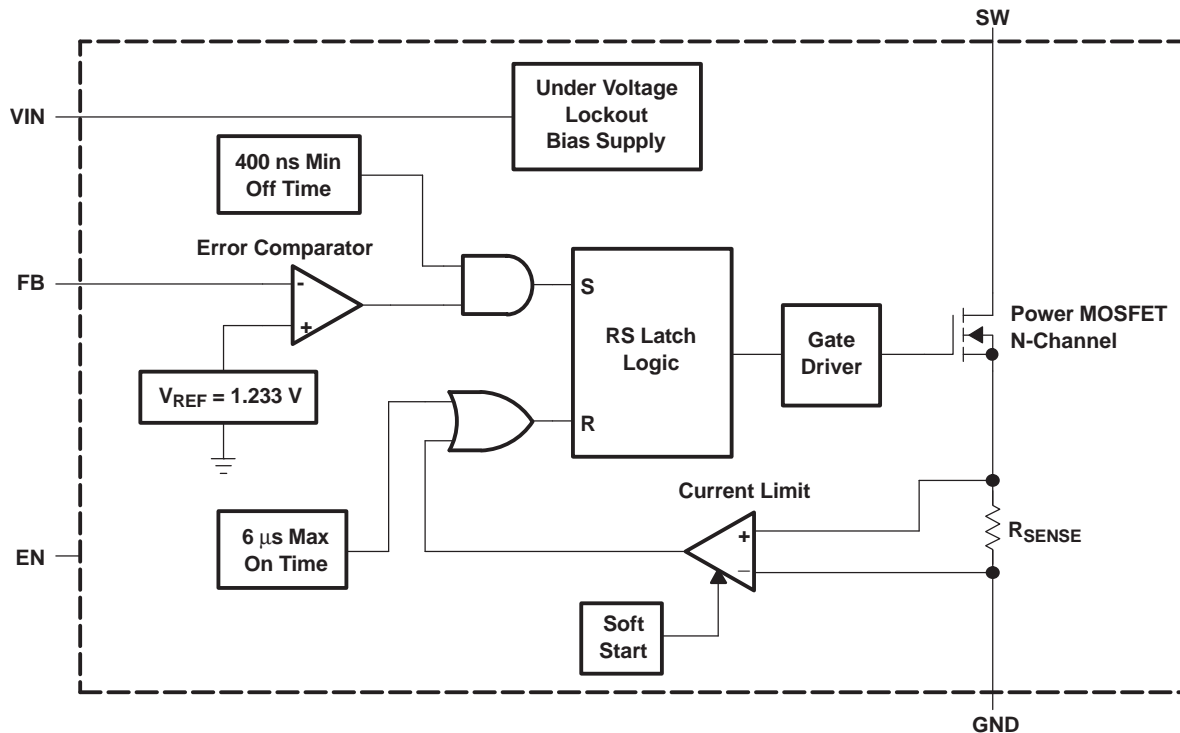 SW
VIN
Under Voltage
Lockout
Bias Supply
400 ns Min
Off Time
Error Comparator
FB
-
+
S
RS Latch
Logic
R
Gate
Driver
Power MOSFET
N-Channel
VREF = 1.233 V
Current Limit
EN
6 μs Max
On Time
+
–
RSENSE
Soft
Start
GND